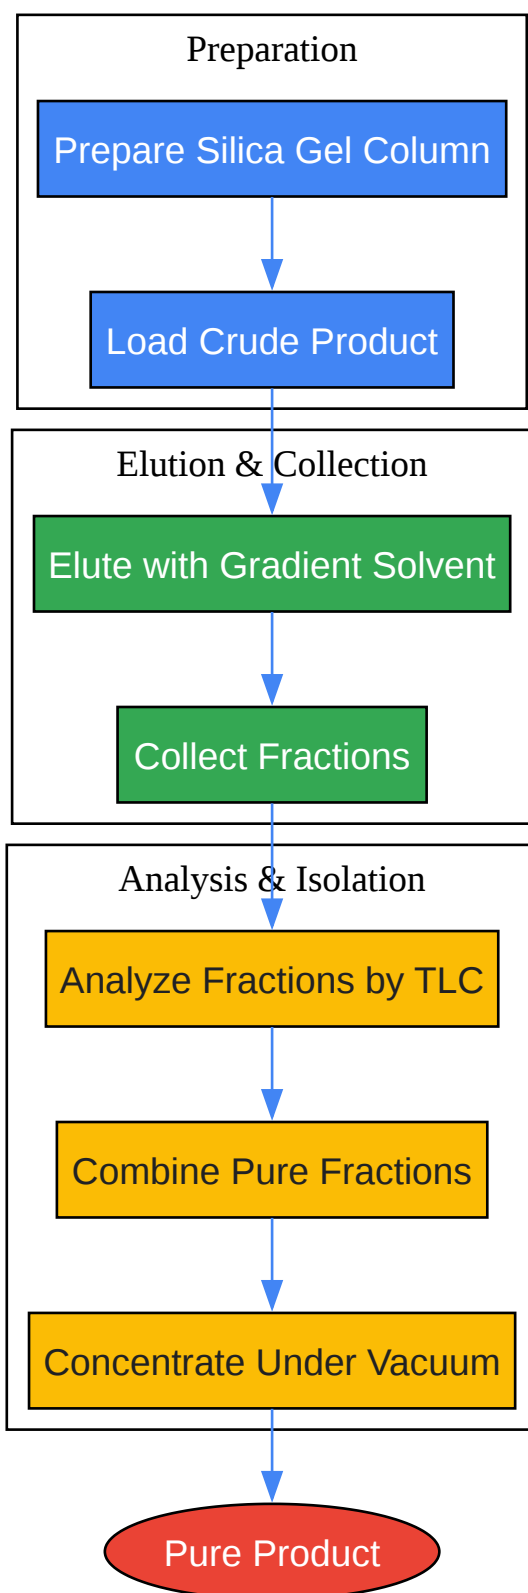 Preparation
Prepare Silica Gel Column
Load Crude Product
Elution & Collection
Elute with Gradient Solvent
Collect Fractions
Analysis & Isolation
Analyze Fractions by TLC
Combine Pure Fractions
Concentrate Under Vacuum
Pure Product